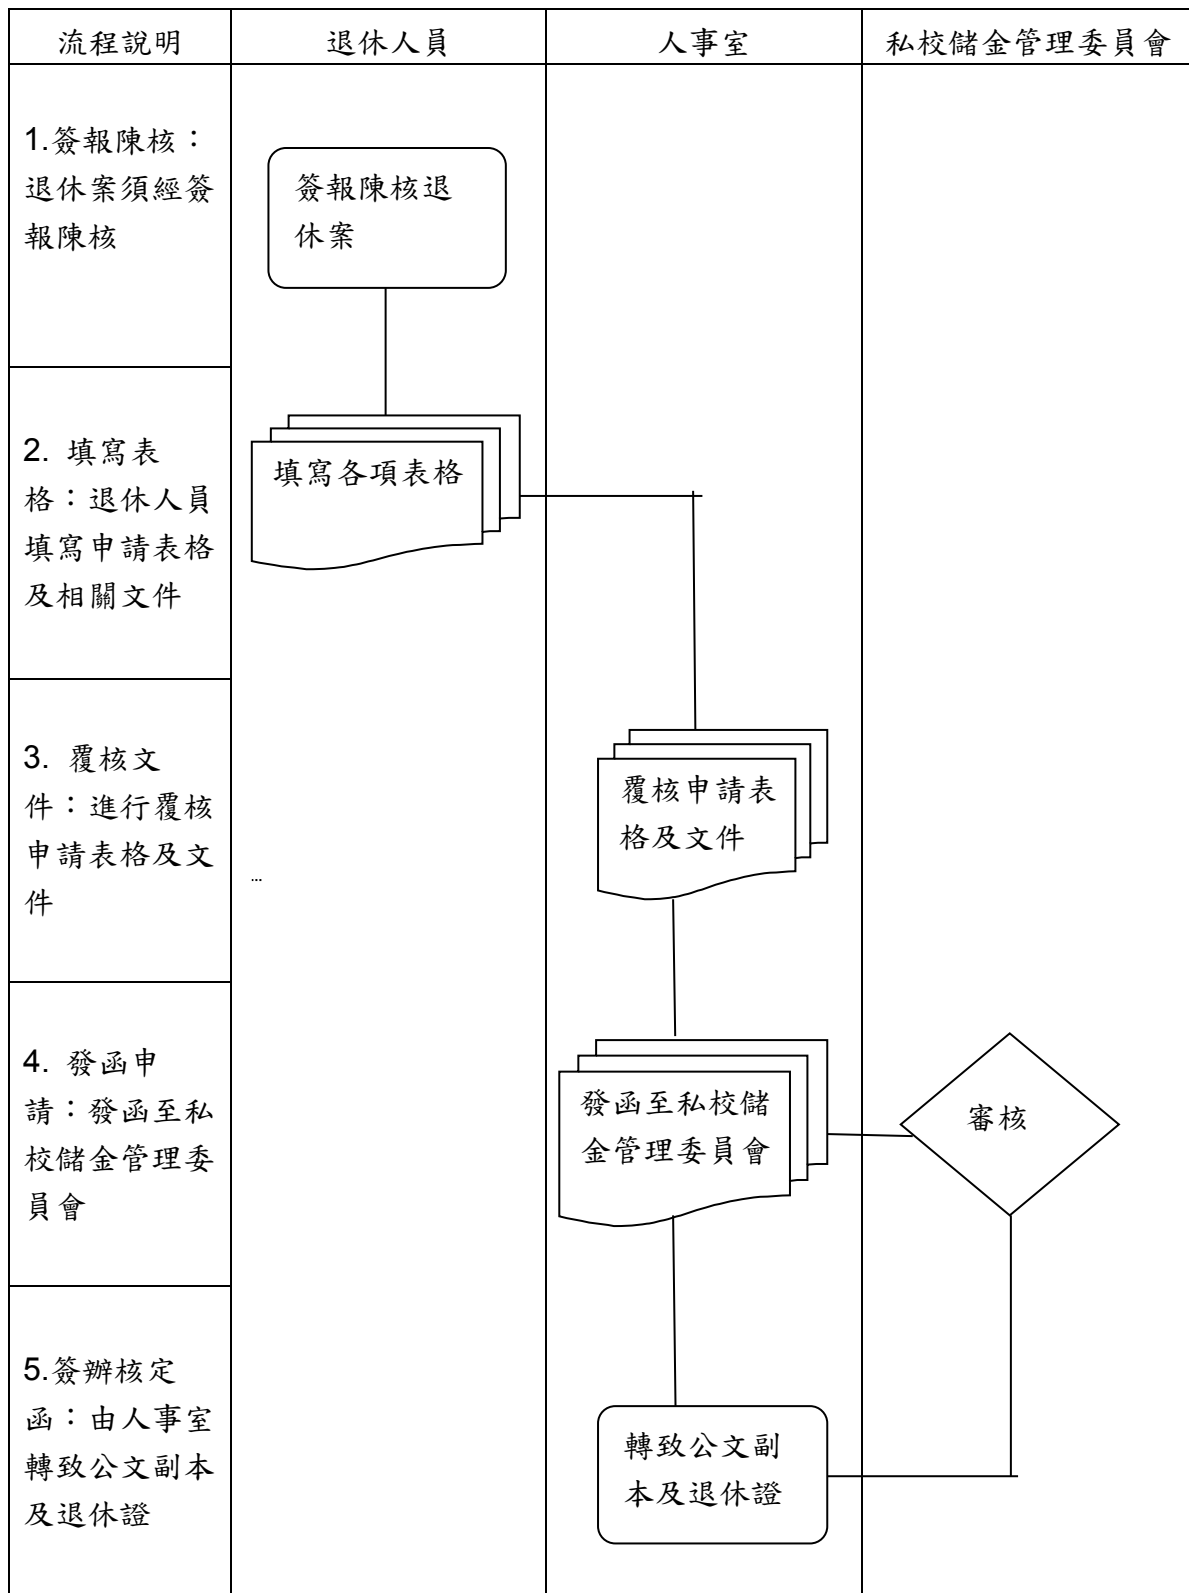 流程說明 退休人員 人事室 私校儲金管理委員會
1.簽報陳核：
退休案須經簽
報陳核
簽報陳核退
休案
2. 填寫表
格：退休人員
填寫申請表格
及相關文件
填寫各項表格
3. 覆核文
件：進行覆核
申請表格及文
件
...
覆核申請表
格及文件
4. 發函申
請：發函至私
校儲金管理委
員會
發函至私校儲
金管理委員會
審核
5.簽辦核定
函：由人事室
轉致公文副本
及退休證
轉致公文副
本及退休證